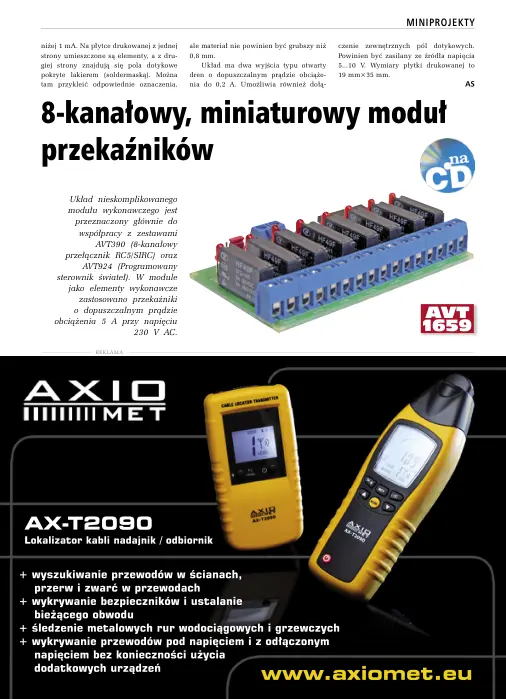 MINIPROJEKTY
niżej 1 mA. Na płytce drukowanej z jednej
strony umieszczone są elementy, a z dru-
giej strony znajdują się pola dotykowe
pokryte lakierem (soldermaską). Można
tam przykleić odpowiednie oznaczenia,
ale materiał nie powinien być grubszy niż
0,8 mm.
Układ ma dwa wyjścia typu otwarty
dren o dopuszczalnym prądzie obciąże-
nia do 0,2 A. Umożliwia również dołą-
czenie zewnętrznych pól dotykowych.
Powinien być zasilany ze źródła napięcia
5...10 V. Wymiary płytki drukowanej to
19 mm×35 mm.
AS
8-kanałowy, miniaturowy moduł
przekaźników
na
CD
Układ nieskomplikowanego
modułu wykonawczego jest
przeznaczony głównie do
współpracy z zestawami
AVT390 (8-kanałowy
przełącznik RC5/SIRC) oraz
AVT924 (Programowany
sterownik świateł). W module
jako elementy wykonawcze
zastosowano przekaźniki
o dopuszczalnym prądzie
obciążenia 5 A przy napięciu
230 V AC.
HF49F
HF49F
HF49F
HF49F
AVT
1659
REKLAMA
AXIO
MET
CABLE LOCATOR TRANSMITTER
AXIO
AX-T2090
AXIO
AX-T2090
AX-T2090
Lokalizator kabli nadajnik / odbiornik
+ wyszukiwanie przewodów w ścianach,
przerw i zwarć w przewodach
+ wykrywanie bezpieczników i ustalanie
bieżącego obwodu
+ śledzenie metalowych rur wodociągowych i grzewczych
+ wykrywanie przewodów pod napięciem i z odłączonym
napięciem bez konieczności użycia
dodatkowych urządzeń
www.axiomet.eu